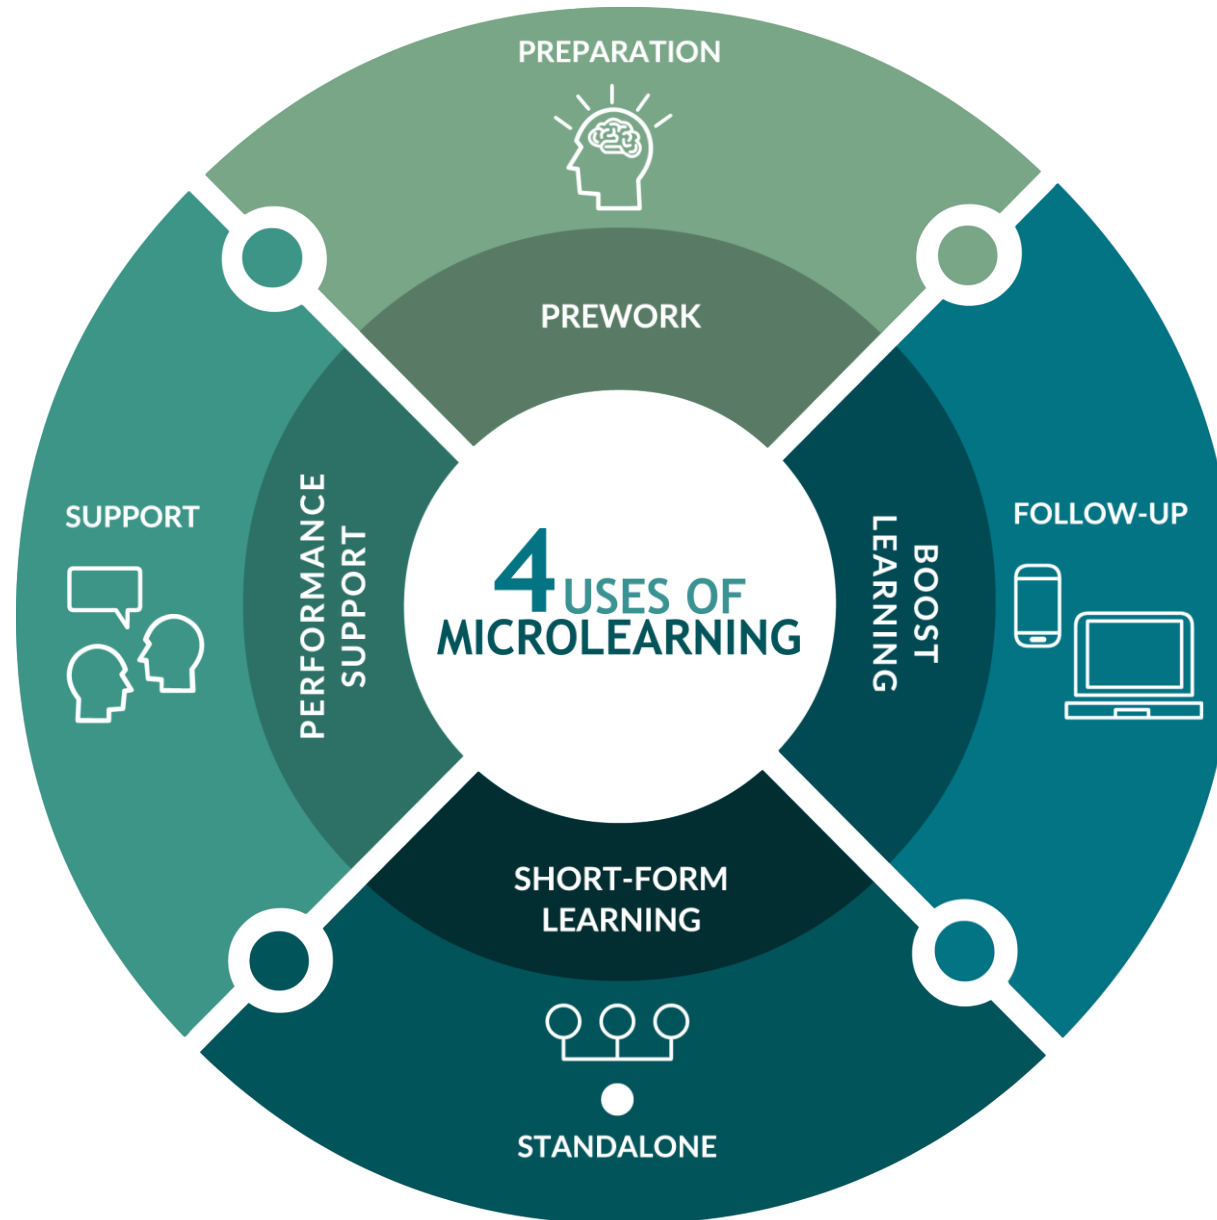 PREPARATION
PREWORK
SUPPORT
PERFORMANCE
SUPPORT
4 USES OF
MICROLEARNING
BOOST
LEARNING
FOLLOW-UP
SHORT-FORM
LEARNING
STANDALONE